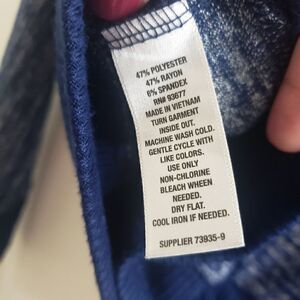 47% POLYESTER
47% RAYON
6% SPANDEX
RN# 93677
MADE IN VIETNAM
TURN GARMENT
INSIDE OUT.
MACHINE WASH COLD.
GENTLE CYCLE WITH
LIKE COLORS.
USE ONLY
NON-CHLORINE
BLEACH WHEEN
NEEDED.
DRY FLAT.
COOL IRON IF NEEDED.
SUPPLIER 73935-9